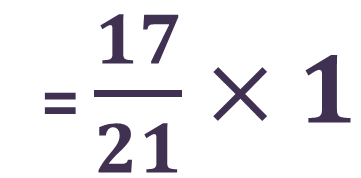 = 17/21 × 1